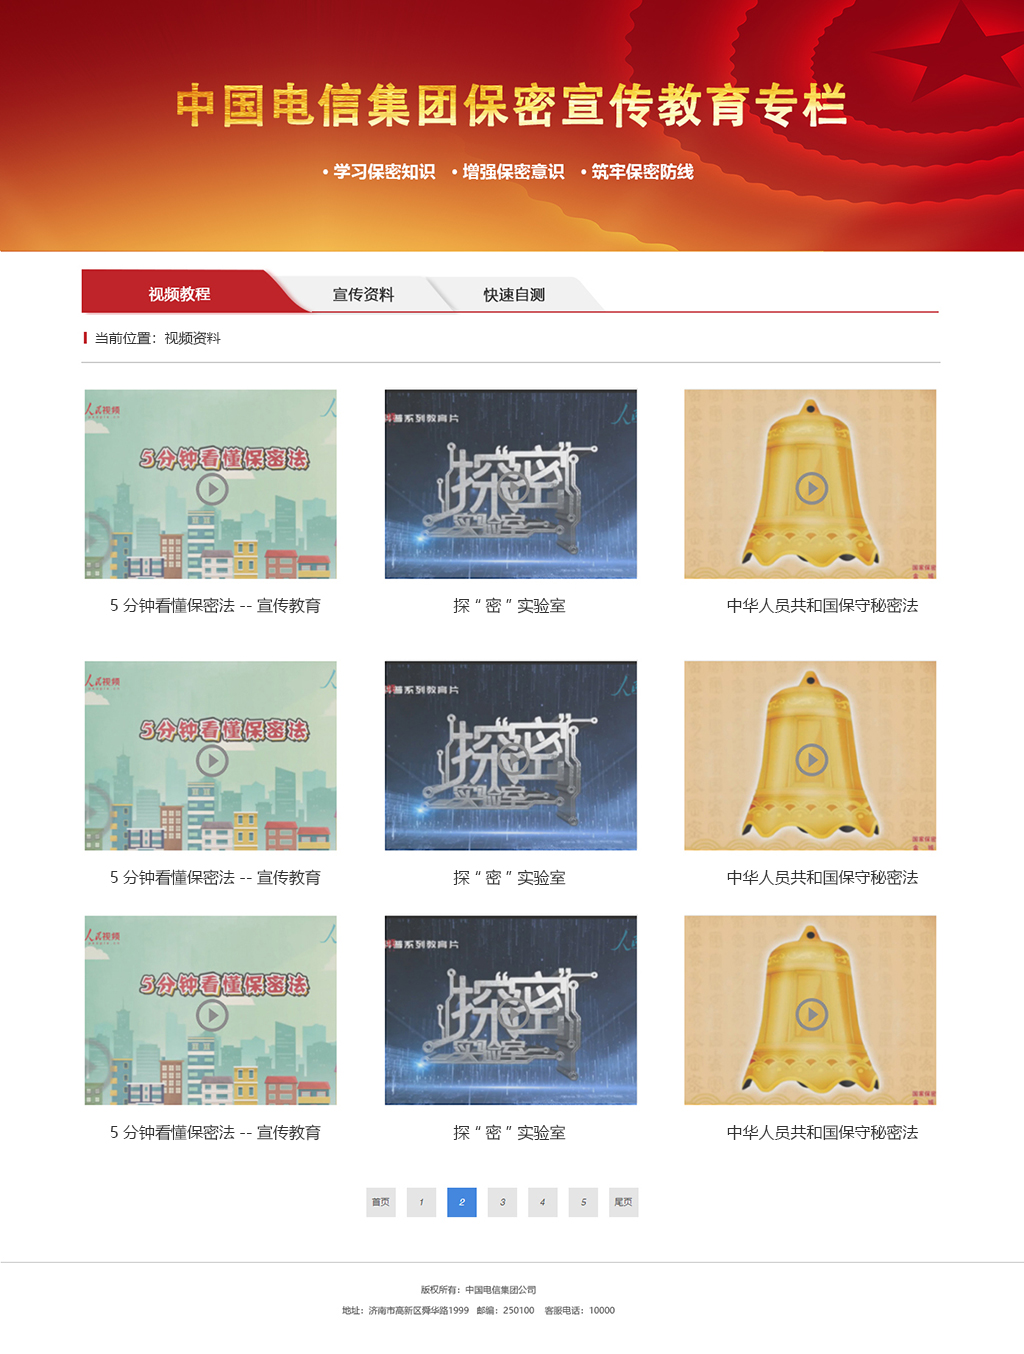 中国电信集团保密宣传教育专栏
• 学习保密知识 • 增强保密意识 • 筑牢保密防线
视频教程 宣传资料 快速自测
当前位置：视频资料
人民视频
5分钟看懂保密法
系列教育片
探“密”
实验室
国家保密
5 分钟看懂保密法 -- 宣传教育
探 “ 密 ” 实验室
中华人员共和国保守秘密法
人民视频
5分钟看懂保密法
系列教育片
探“密”
实验室
国家保密
5 分钟看懂保密法 -- 宣传教育
探 “ 密 ” 实验室
中华人员共和国保守秘密法
人民视频
5分钟看懂保密法
系列教育片
探“密”
实验室
国家保密
5 分钟看懂保密法 -- 宣传教育
探 “ 密 ” 实验室
中华人员共和国保守秘密法
首页 1 2 3 4 5 尾页
版权所有：中国电信集团公司
地址：济南市高新区舜华路1999 邮编：250100 客服电话：10000